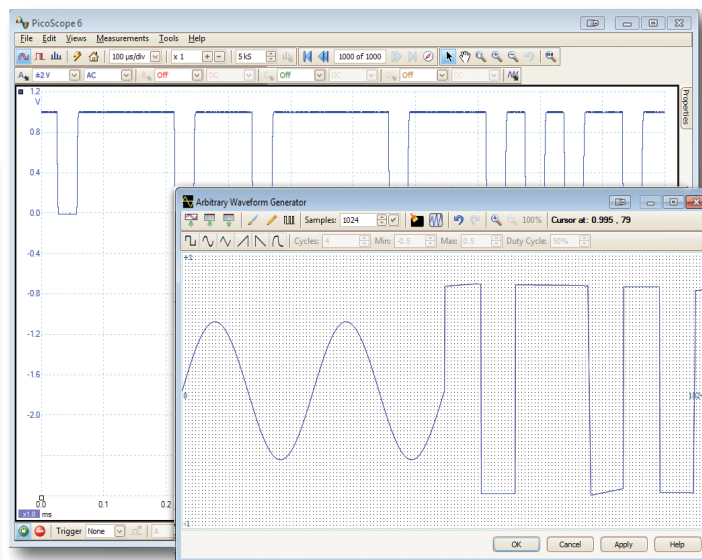 PicoScope 6
File Edit Views Measurements Tools Help
100 µs/div x 1 5 kS 1000 of 1000
A ±2 V AC B Off DC C Off DC D Off DC
1.2
V
0.8
0.4
0.0
-0.4
-0.8
-1.2
-1.6
-2.0
0.0 0.1 0.2
x1.0 ms
Trigger None A
Properties
Arbitrary Waveform Generator
Samples: 1024 100% Cursor at: 0.995 , 79
Cycles: 4 Min: -0.5 Max: 0.5 Duty Cycle: 50%
+1
0 1024
-1
OK Cancel Apply Help